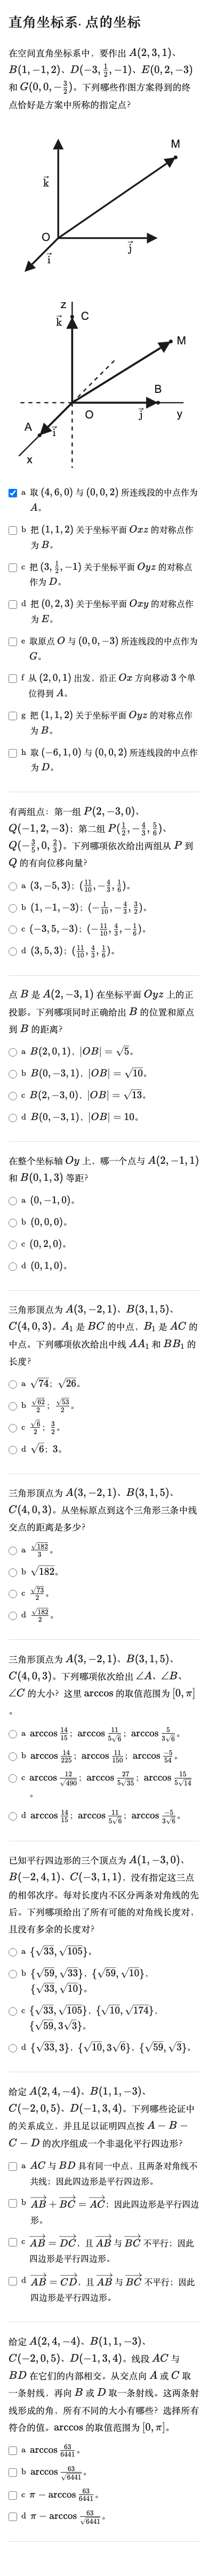 直角坐标系. 点的坐标
在空间直角坐标系中，要作出 A(2, 3, 1)、
B(1, −1, 2)、D(−3, 1/2, −1)、E(0, 2, −3)
和 G(0, 0, −3/2)。下列哪些作图方案得到的终
点恰好是方案中所称的指定点？
M
k⃗
O
j⃗
i⃗
z
k⃗ C
M
B
A
i⃗
O j⃗ y
x
a 取 (4, 6, 0) 与 (0, 0, 2) 所连线段的中点作为
A。
b 把 (1, 1, 2) 关于坐标平面 Oxz 的对称点作
为 B。
c 把 (3, 1/2, −1) 关于坐标平面 Oyz 的对称点
作为 D。
d 把 (0, 2, 3) 关于坐标平面 Oxy 的对称点作
为 E。
e 取原点 O 与 (0, 0, −3) 所连线段的中点作为
G。
f 从 (2, 0, 1) 出发，沿正 Ox 方向移动 3 个单
位得到 A。
g 把 (1, 1, 2) 关于坐标平面 Oyz 的对称点作
为 B。
h 取 (−6, 1, 0) 与 (0, 0, 2) 所连线段的中点作
为 D。
有两组点：第一组 P(2, −3, 0)、
Q(−1, 2, −3)；第二组 P(1/2, −4/3, 5/6)、
Q(−3/5, 0, 2/3)。下列哪项依次给出两组从 P 到
Q 的有向位移向量？
a (3, −5, 3)；(11/10, −4/3, 1/6)。
b (1, −1, −3)；(−1/10, −4/3, 3/2)。
c (−3, 5, −3)；(−11/10, 4/3, −1/6)。
d (3, 5, 3)；(11/10, 4/3, 1/6)。
点 B 是 A(2, −3, 1) 在坐标平面 Oyz 上的正
投影。下列哪项同时正确给出 B 的位置和原点
到 B 的距离？
a B(2, 0, 1)，|OB| = √5。
b B(0, −3, 1)，|OB| = √10。
c B(2, −3, 0)，|OB| = √13。
d B(0, −3, 1)，|OB| = 10。
在整个坐标轴 Oy 上，哪一个点与 A(2, −1, 1)
和 B(0, 1, 3) 等距？
a (0, −1, 0)。
b (0, 0, 0)。
c (0, 2, 0)。
d (0, 1, 0)。
三角形顶点为 A(3, −2, 1)、B(3, 1, 5)、
C(4, 0, 3)。A₁ 是 BC 的中点，B₁ 是 AC 的
中点。下列哪项依次给出中线 AA₁ 和 BB₁ 的
长度？
a √74；√26。
b √62/2；√53/2。
c √6/2；3/2。
d √6；3。
三角形顶点为 A(3, −2, 1)、B(3, 1, 5)、
C(4, 0, 3)。从坐标原点到这个三角形三条中线
交点的距离是多少？
a √182/3。
b √182。
c √73/2。
d √182/2。
三角形顶点为 A(3, −2, 1)、B(3, 1, 5)、
C(4, 0, 3)。下列哪项依次给出 ∠A、∠B、
∠C 的大小？这里 arccos 的取值范围为 [0, π]
。
a arccos 14/15；arccos 11/5√6；arccos 5/3√6。
b arccos 14/225；arccos 11/150；arccos −5/54。
c arccos 12/√490；arccos 27/5√35；arccos 15/5√14
。
d arccos 14/15；arccos 11/5√6；arccos −5/3√6。
已知平行四边形的三个顶点为 A(1, −3, 0)、
B(−2, 4, 1)、C(−3, 1, 1)，没有指定这三点
的相邻次序。每对长度内不区分两条对角线的先
后。下列哪项给出了所有可能的对角线长度对，
且没有多余的长度对？
a {√33, √105}。
b {√59, √33}，{√59, √10}，
{√33, √10}。
c {√33, √105}，{√10, √174}，
{√59, 3√3}。
d {√33, 3}，{√10, 3√6}，{√59, √3}。
给定 A(2, 4, −4)、B(1, 1, −3)、
C(−2, 0, 5)、D(−1, 3, 4)。下列哪些论证中
的关系成立，并且足以证明四点按 A − B −
C − D 的次序组成一个非退化平行四边形？
a AC 与 BD 具有同一中点，且两条对角线不
共线；因此四边形是平行四边形。
b AB⃗ + BC⃗ = AC⃗；因此四边形是平行四边
形。
c AB⃗ = DC⃗，且 AB⃗ 与 BC⃗ 不平行；因此
四边形是平行四边形。
d AB⃗ = CD⃗，且 AB⃗ 与 BC⃗ 不平行，因此
四边形是平行四边形。
给定 A(2, 4, −4)、B(1, 1, −3)、
C(−2, 0, 5)、D(−1, 3, 4)。线段 AC 与
BD 在它们的内部相交。从交点向 A 或 C 取
一条射线，再向 B 或 D 取一条射线。这两条射
线形成的角，所有不同的大小有哪些？选择所有
符合的值。arccos 的取值范围为 [0, π]。
a arccos 63/6441。
b arccos 63/√6441。
c π − arccos 63/6441。
d π − arccos 63/√6441。